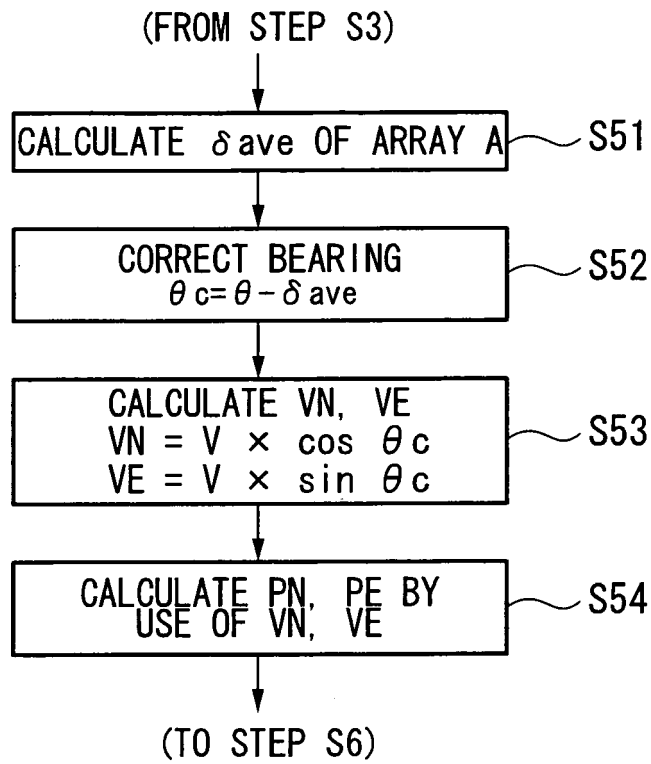 (FROM STEP S3)
CALCULATE δave OF ARRAY A
S51
CORRECT BEARING
θc=θ-δave
S52
CALCULATE VN, VE
VN = V × cos θc
VE = V × sin θc
S53
CALCULATE PN, PE BY
USE OF VN, VE
S54
(TO STEP S6)